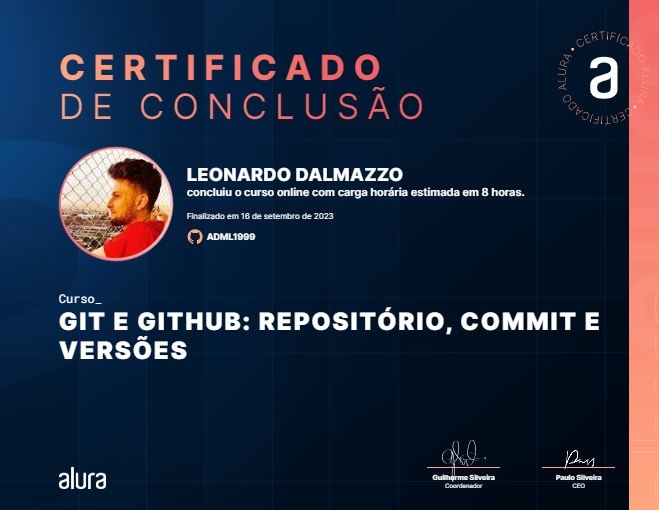 CERTIFICADO
DE CONCLUSÃO
CERTIFICADO ALURA • CERTIFICADO ALURA •
a
LEONARDO DALMAZZO
concluiu o curso online com carga horária estimada em 8 horas.
Finalizado em 16 de setembro de 2023
ADML1999
Curso_
GIT E GITHUB: REPOSITÓRIO, COMMIT E
VERSÕES
alura
Guilherme Silveira
Coordenador
Paulo Silveira
CEO